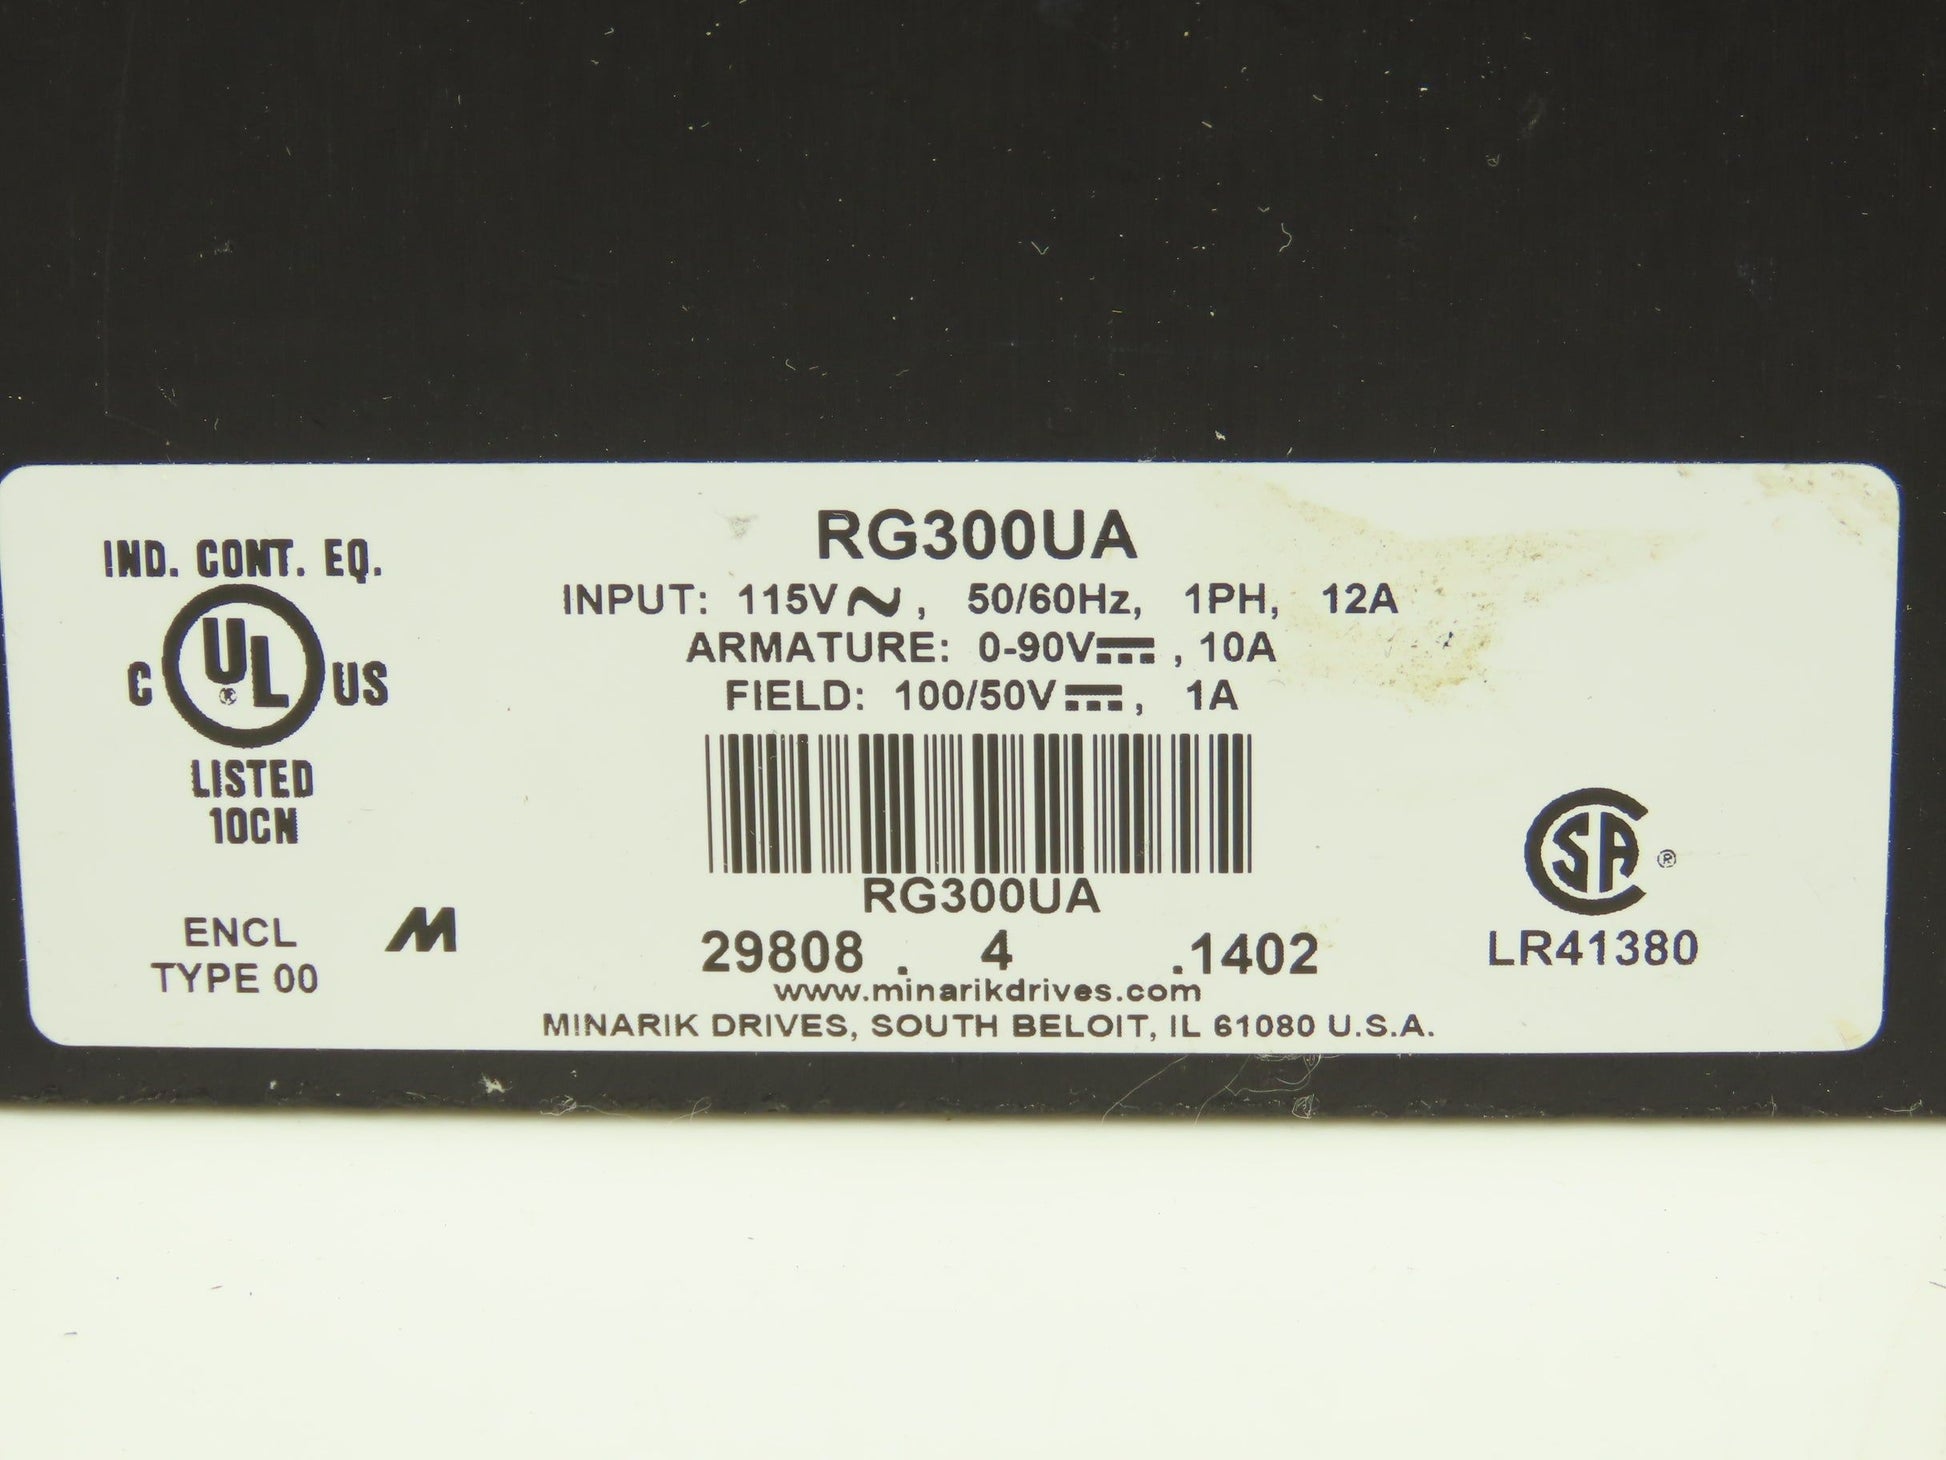 RG300UA
INPUT: 115V∼, 50/60Hz, 1PH, 12A
ARMATURE: 0-90V⎓, 10A
FIELD: 100/50V⎓, 1A
IND. CONT. EQ.
C UL® US
LISTED
10CN
ENCL
TYPE 00
M
RG300UA
29808 . 4 .1402
www.minarikdrives.com
MINARIK DRIVES, SOUTH BELOIT, IL 61080 U.S.A.
CSA®
LR41380